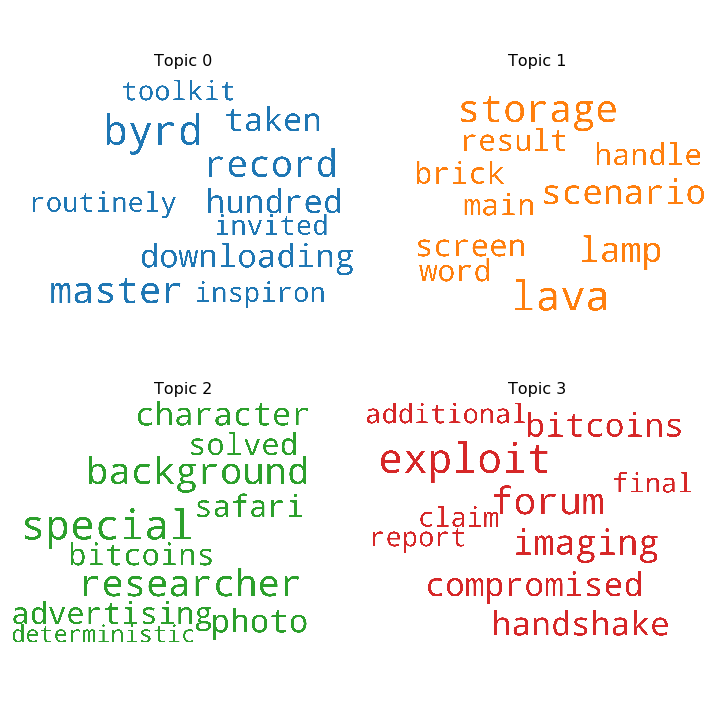 Topic 0
toolkit
byrd taken
record
routinely hundred
invited
downloading
master inspiron
Topic 1
storage
result handle
brick scenario
main
screen lamp
word
lava
Topic 2
character
solved
background
safari
special
bitcoins
researcher
advertising photo
deterministic
Topic 3
additional bitcoins
exploit
final
forum
claim
report imaging
compromised
handshake